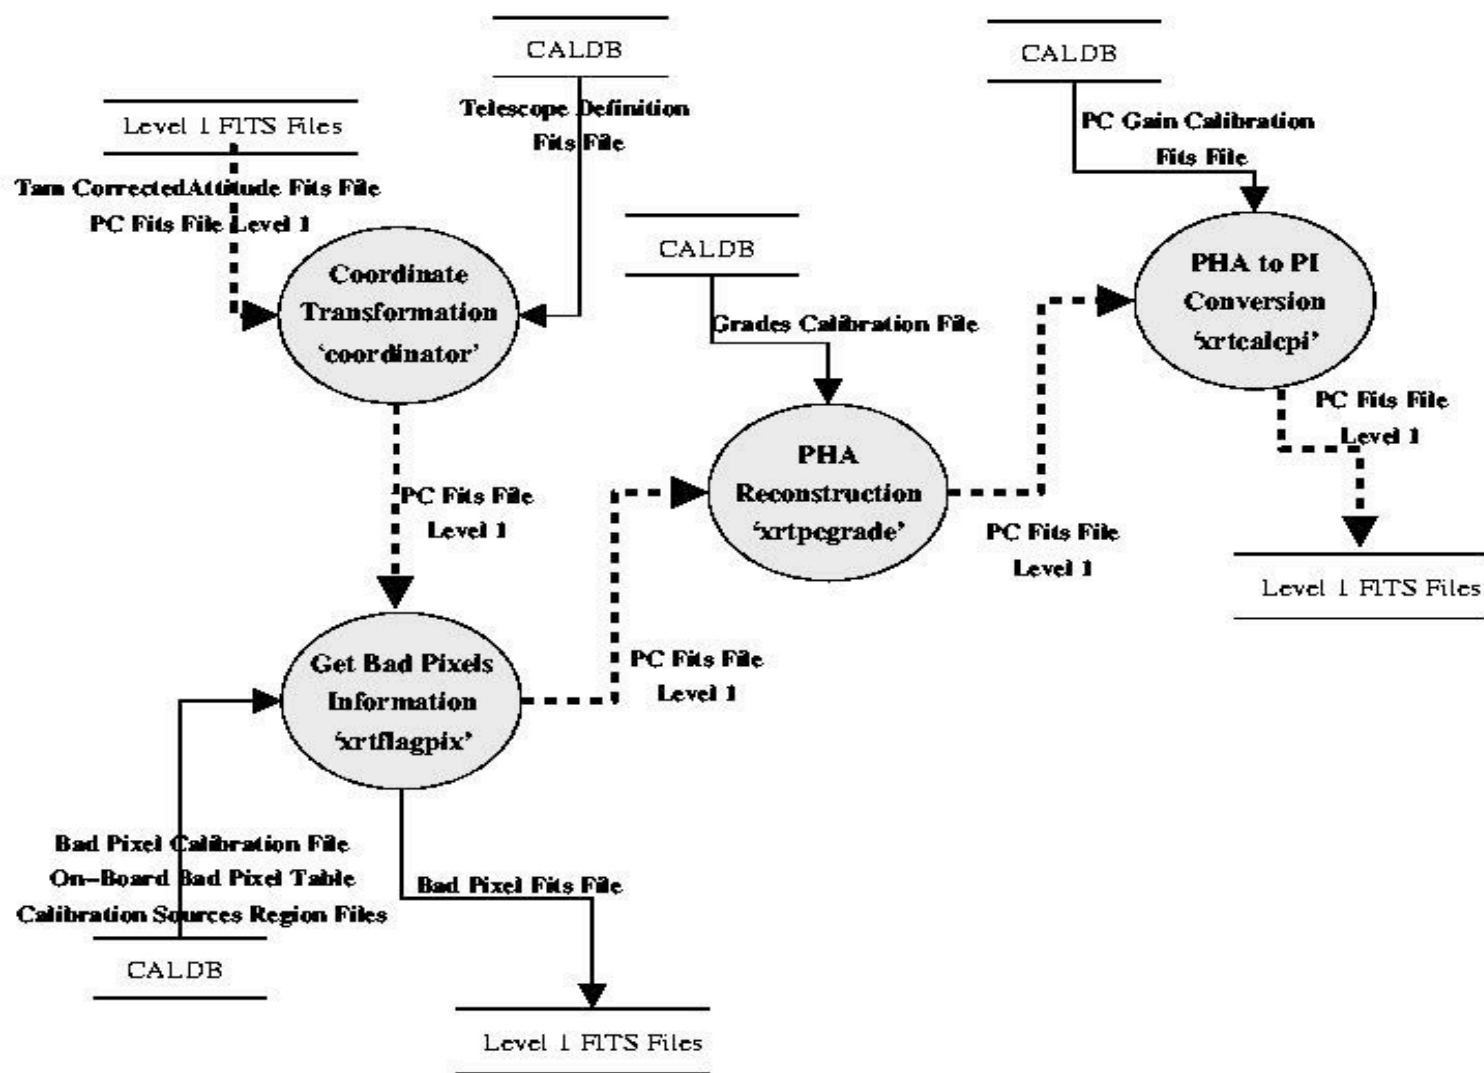 CALDB
Telescope Definition
Fits File
CALDB
PC Gain Calibration
Fits File
Level 1 FITS Files
Tam CorrectedAttitude Fits File
PC Fits File Level 1
Coordinate
Transformation
‘coordinator’
CALDB
Grades Calibration File
PHA to PI
Conversion
‘xrtcalcpi’
PC Fits File
Level 1
PC Fits File
Level 1
PHA
Reconstruction
‘xrtpcgrade’
PC Fits File
Level 1
Level 1 FITS Files
Get Bad Pixels
Information
‘xrtflagpix’
PC Fits File
Level 1
Bad Pixel Calibration File
On-Board Bad Pixel Table
Calibration Sources Region Files
CALDB
Bad Pixel Fits File
Level 1 FITS Files